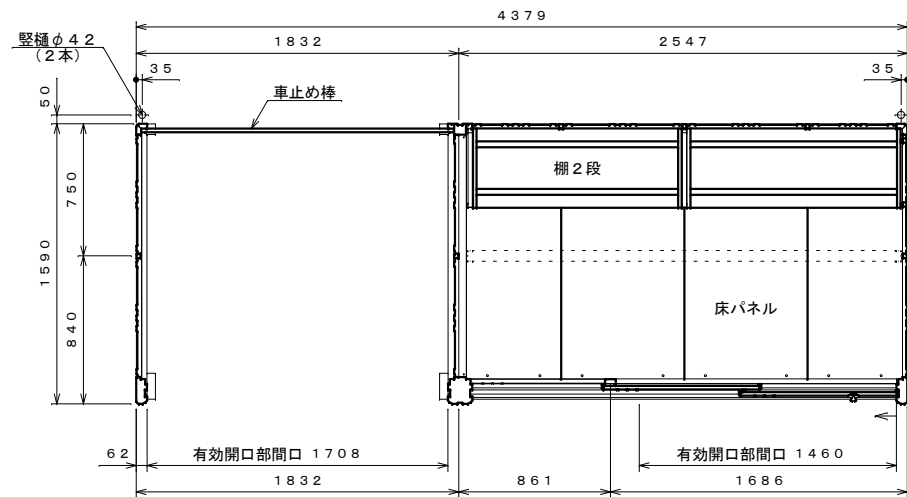 ４３７９
１８３２
２５４７
竪樋φ４２
（２本）
３５
３５
５０
車止め棒
棚２段
７５０
１５９０
８４０
床パネル
６２
有効開口部間口 １７０８
有効開口部間口 １４６０
１８３２
８６１
１６８６